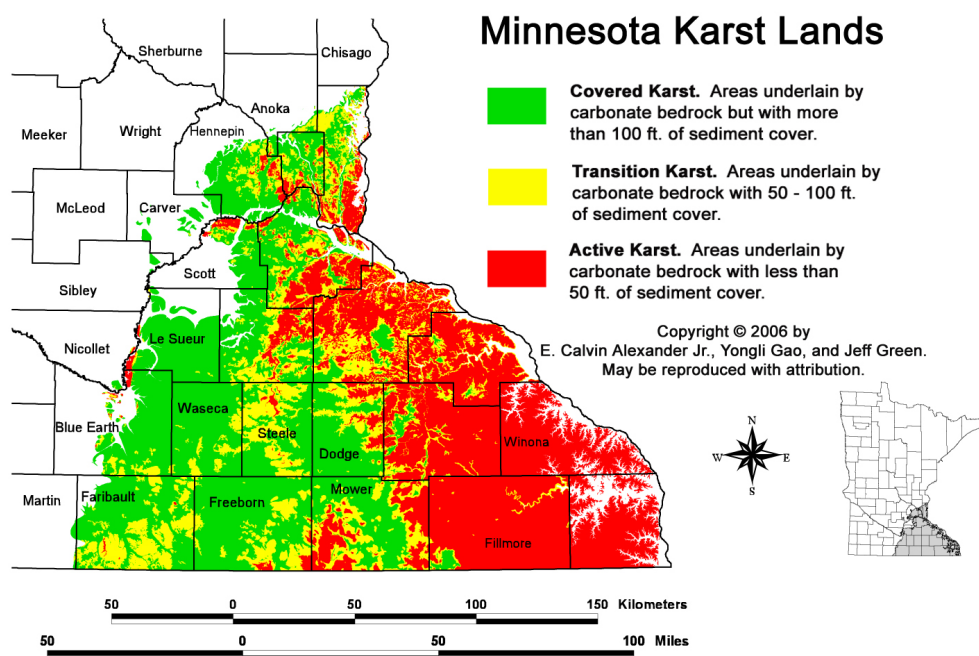 Minnesota Karst Lands
Covered Karst. Areas underlain by
carbonate bedrock but with more
than 100 ft. of sediment cover.
Transition Karst. Areas underlain by
carbonate bedrock with 50 - 100 ft.
of sediment cover.
Active Karst. Areas underlain by
carbonate bedrock with less than
50 ft. of sediment cover.
Copyright © 2006 by
E. Calvin Alexander Jr., Yongli Gao, and Jeff Green.
May be reproduced with attribution.
Sherburne
Chisago
Anoka
Meeker
Wright
Hennepin
McLeod
Carver
Scott
Sibley
Nicollet
Le Sueur
Blue Earth
Waseca
Steele
Dodge
Winona
Martin
Faribault
Freeborn
Mower
Fillmore
N
W
E
S
50 0 50 100 150 Kilometers
50 0 50 100 Miles